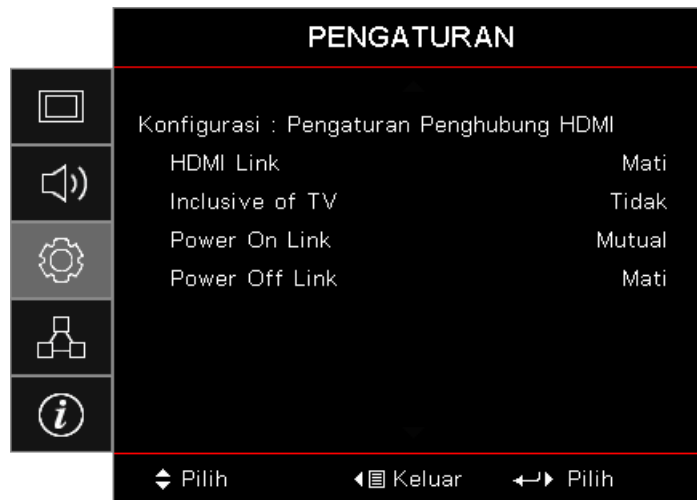 PENGATURAN
Konfigurasi : Pengaturan Penghubung HDMI
HDMI Link Mati
Inclusive of TV Tidak
Power On Link Mutual
Power Off Link Mati
Pilih Keluar Pilih